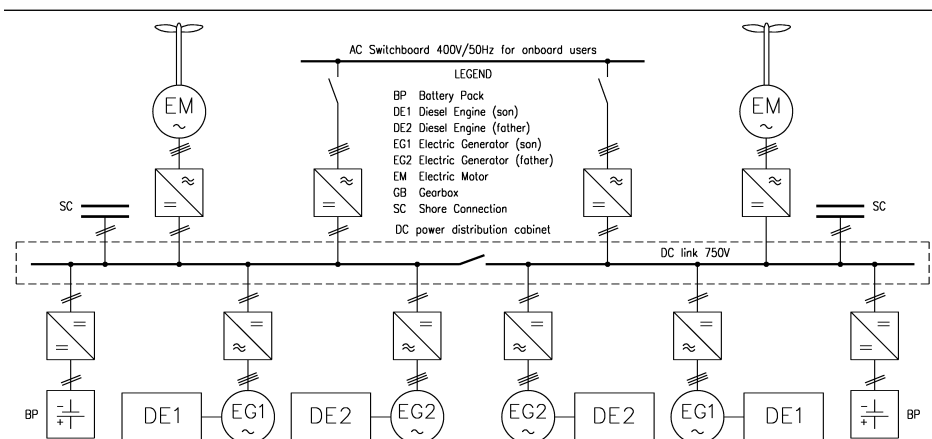 AC Switchboard 400V/50Hz for onboard users
LEGEND
BP Battery Pack
DE1 Diesel Engine (son)
DE2 Diesel Engine (father)
EG1 Electric Generator (son)
EG2 Electric Generator (father)
EM Electric Motor
GB Gearbox
SC Shore Connection
DC power distribution cabinet
EM
EM
SC
SC
DC link 750V
BP
DE1
EG1
DE2
EG2
EG2
DE2
EG1
DE1
BP